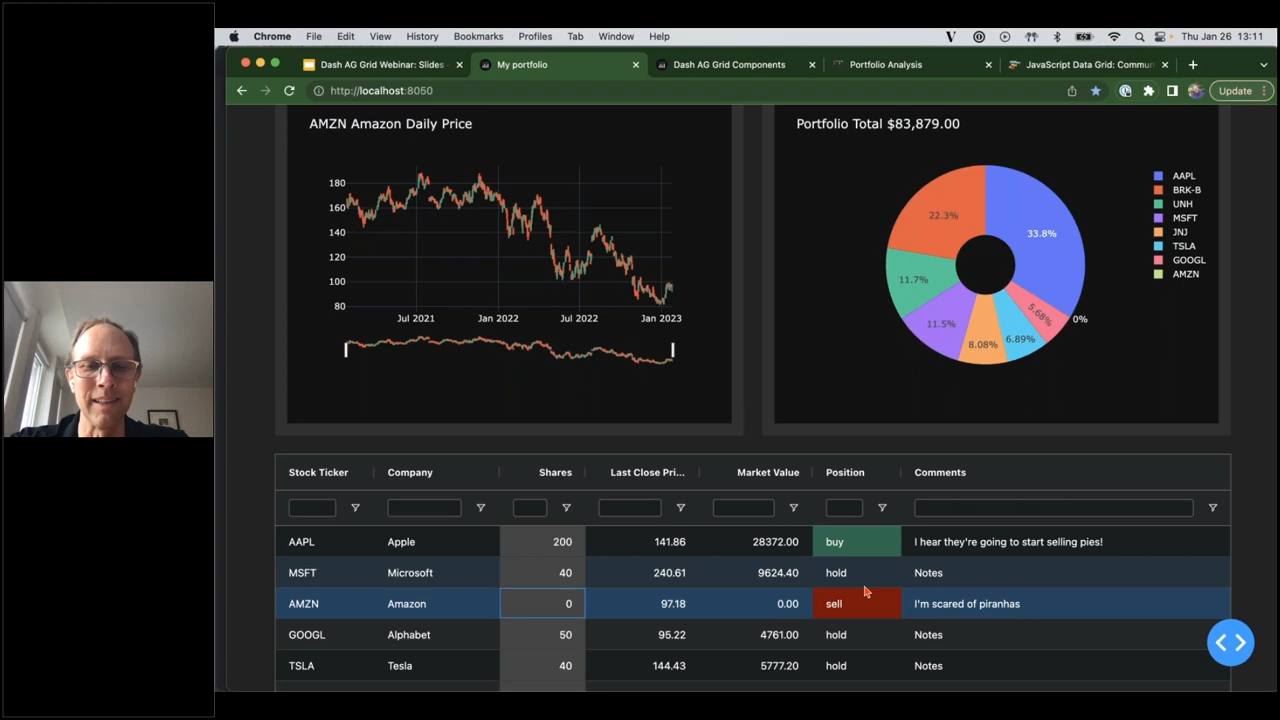 Chrome File Edit View History Bookmarks Profiles Tab Window Help V Thu Jan 26 13:11
Dash AG Grid Webinar: Slides - My portfolio Dash AG Grid Components Portfolio Analysis JavaScript Data Grid: Commun
http://localhost:8050 Update
AMZN Amazon Daily Price
180
160
140
120
100
80
Jul 2021 Jan 2022 Jul 2022 Jan 2023
Portfolio Total $83,879.00
33.8%
22.3%
11.7%
11.5%
8.08%
6.89%
5.68%
0%
AAPL
BRK-B
UNH
MSFT
JNJ
TSLA
GOOGL
AMZN
Stock Ticker Company Shares Last Close Pri... Market Value Position Comments
AAPL Apple 200 141.86 28372.00 buy I hear they're going to start selling pies!
MSFT Microsoft 40 240.61 9624.40 hold Notes
AMZN Amazon 0 97.18 0.00 sell I'm scared of piranhas
GOOGL Alphabet 50 95.22 4761.00 hold Notes
TSLA Tesla 40 144.43 5777.20 hold Notes